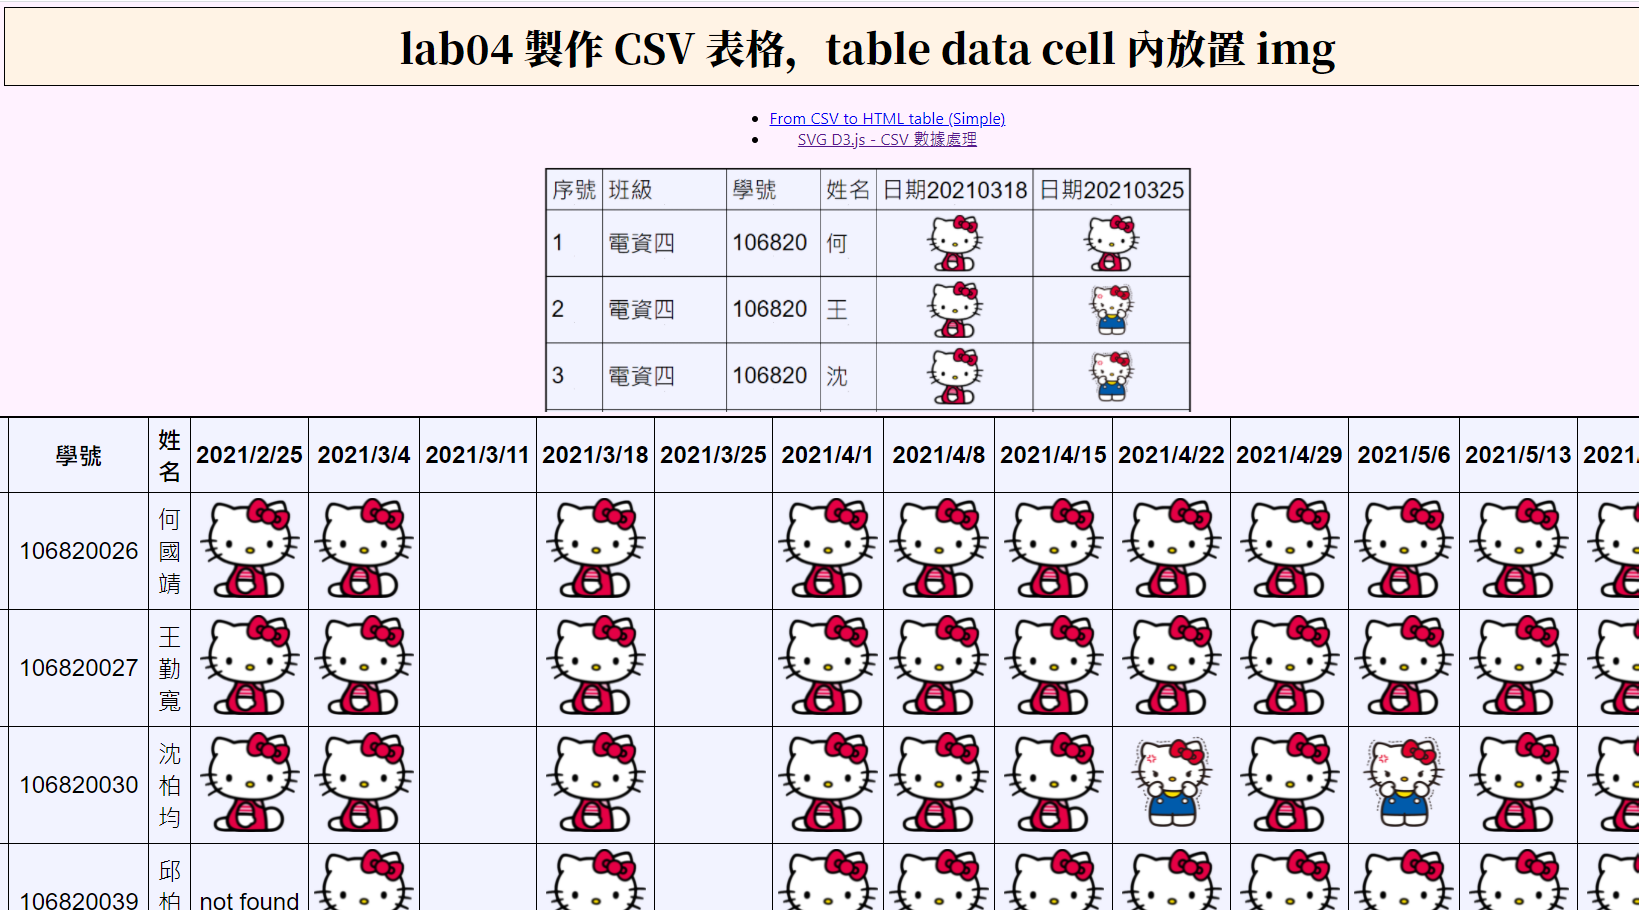 lab04 製作 CSV 表格，table data cell 內放置 img
From CSV to HTML table (Simple)
SVG D3.js - CSV 數據處理
序號 班級 學號 姓名 日期20210318 日期20210325
1 電資四 106820 何
2 電資四 106820 王
3 電資四 106820 沈
學號 姓名 2021/2/25 2021/3/4 2021/3/11 2021/3/18 2021/3/25 2021/4/1 2021/4/8 2021/4/15 2021/4/22 2021/4/29 2021/5/6 2021/5/13 2021/
106820026 何國靖
106820027 王勤寬
106820030 沈柏均
106820039 邱柏 not found